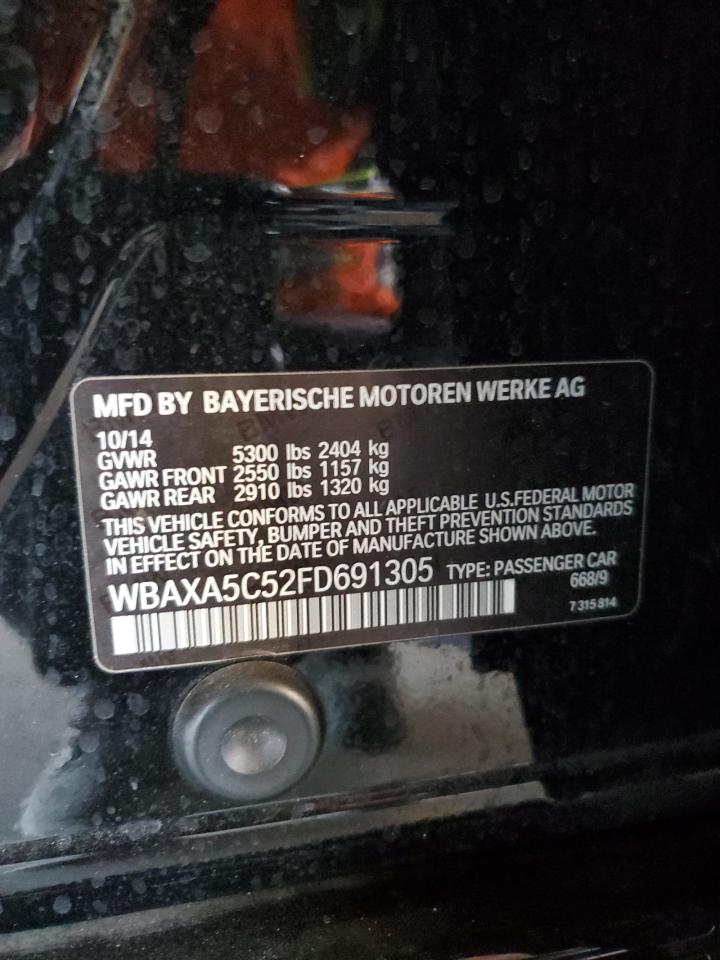 MFD BY BAYERISCHE MOTOREN WERKE AG
10/14
GVWR 5300 lbs 2404 kg
GAWR FRONT 2550 lbs 1157 kg
GAWR REAR 2910 lbs 1320 kg
THIS VEHICLE CONFORMS TO ALL APPLICABLE U.S.FEDERAL MOTOR
VEHICLE SAFETY, BUMPER AND THEFT PREVENTION STANDARDS
IN EFFECT ON THE DATE OF MANUFACTURE SHOWN ABOVE.
WBAXA5C52FD691305 TYPE: PASSENGER CAR
668/9
7 315 814